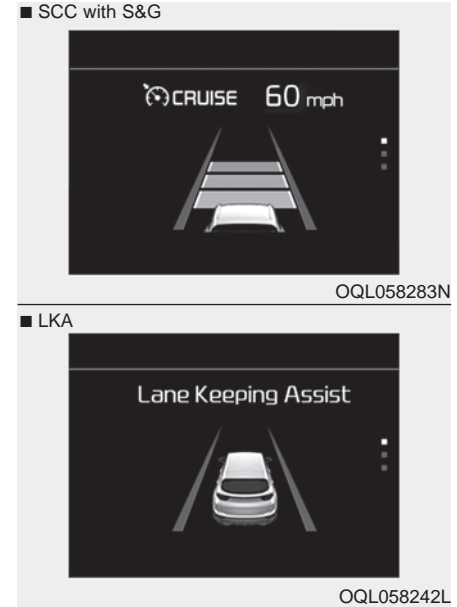 ■ SCC with S&G
CRUISE 60 mph
OQL058283N
■ LKA
Lane Keeping Assist
OQL058242L